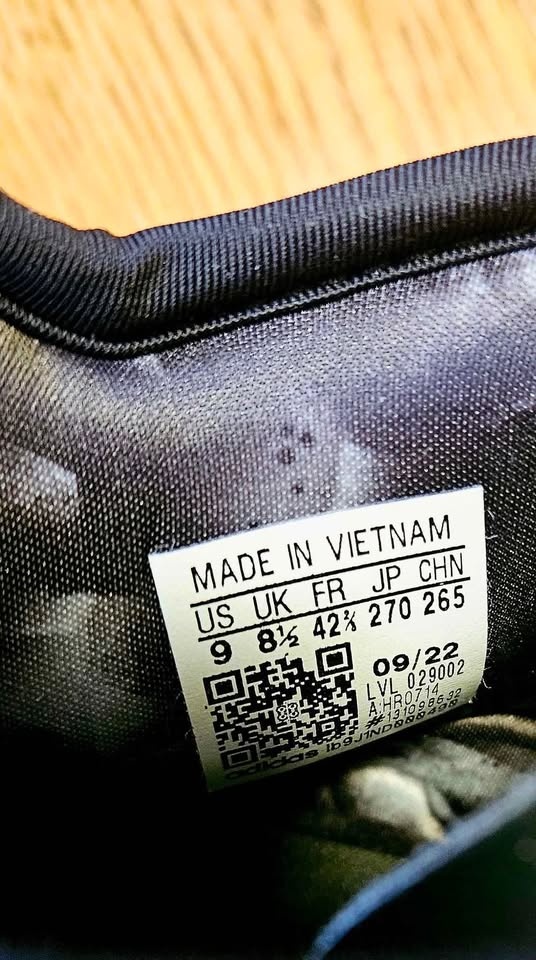 MADE IN VIETNAM
US UK FR JP CHN
9 8½ 42⅔ 270 265
09/22
LVL 029002
A:HR0714
adidas